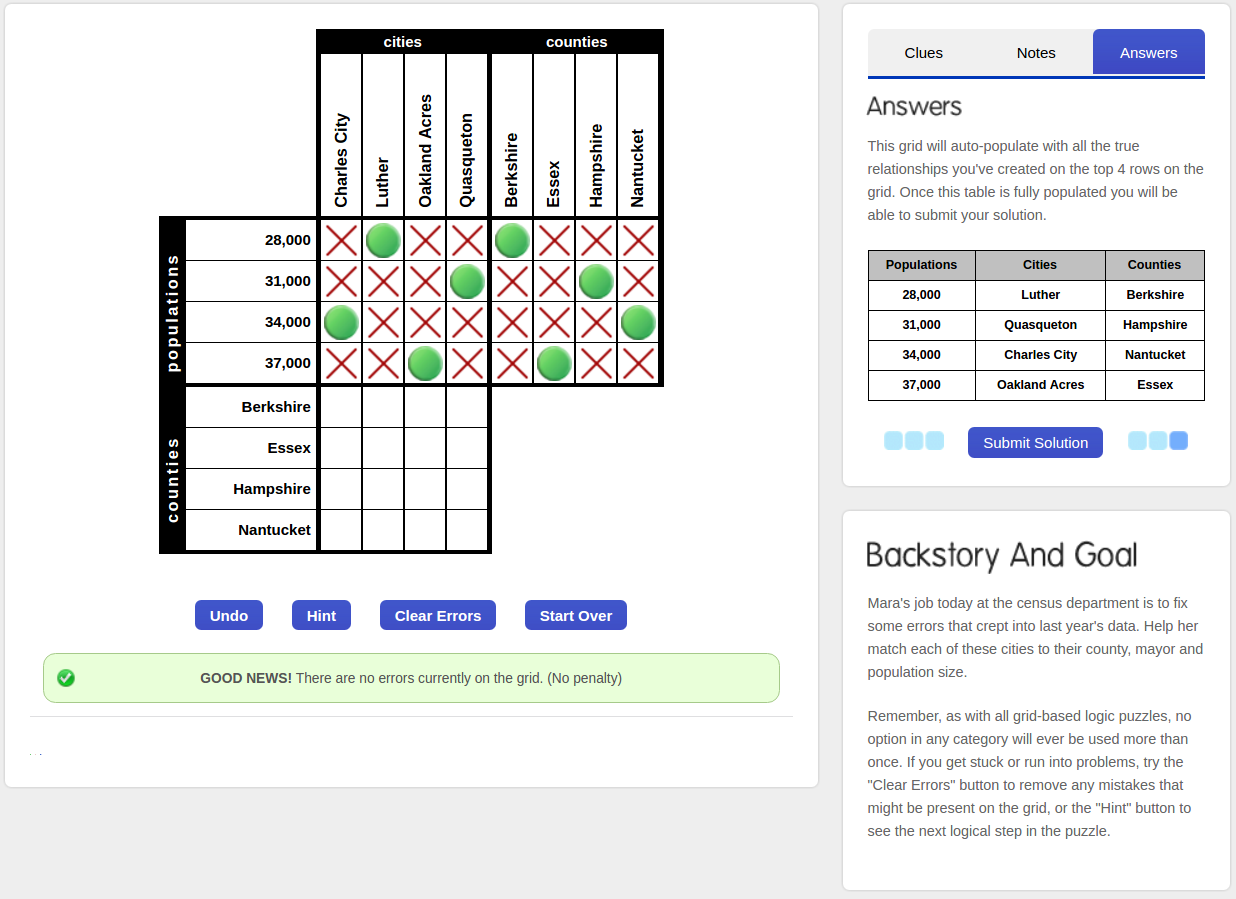 cities counties
Charles City
Luther
Oakland Acres
Quasqueton
Berkshire
Essex
Hampshire
Nantucket
populations
28,000
31,000
34,000
37,000
counties
Berkshire
Essex
Hampshire
Nantucket
Undo Hint Clear Errors Start Over
GOOD NEWS! There are no errors currently on the grid. (No penalty)
Clues Notes Answers
Answers
This grid will auto-populate with all the true
relationships you've created on the top 4 rows on the
grid. Once this table is fully populated you will be
able to submit your solution.
Populations Cities Counties
28,000 Luther Berkshire
31,000 Quasqueton Hampshire
34,000 Charles City Nantucket
37,000 Oakland Acres Essex
Submit Solution
Backstory And Goal
Mara's job today at the census department is to fix
some errors that crept into last year's data. Help her
match each of these cities to their county, mayor and
population size.
Remember, as with all grid-based logic puzzles, no
option in any category will ever be used more than
once. If you get stuck or run into problems, try the
"Clear Errors" button to remove any mistakes that
might be present on the grid, or the "Hint" button to
see the next logical step in the puzzle.